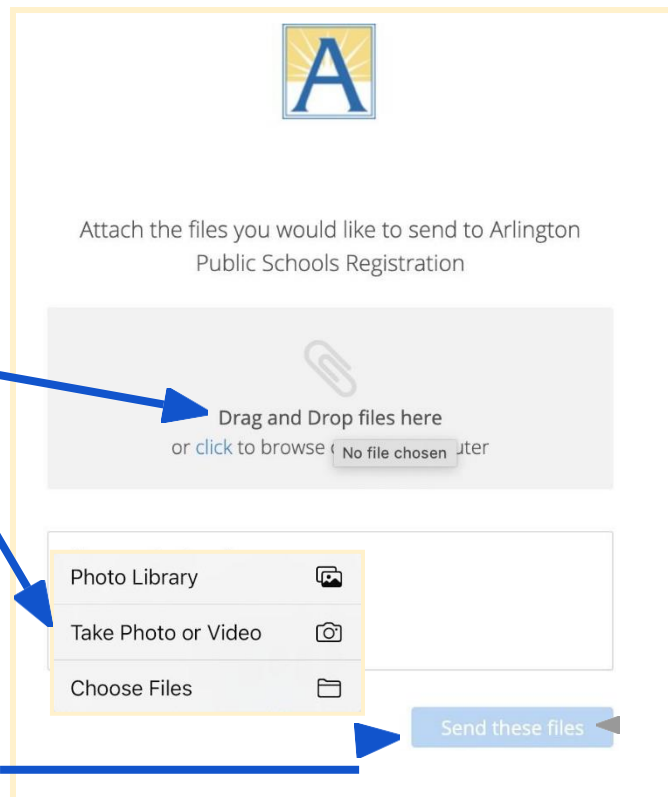 A
Attach the files you would like to send to Arlington
Public Schools Registration
Drag and Drop files here
or click to browse uter
No file chosen
Photo Library
Take Photo or Video
Choose Files
Send these files